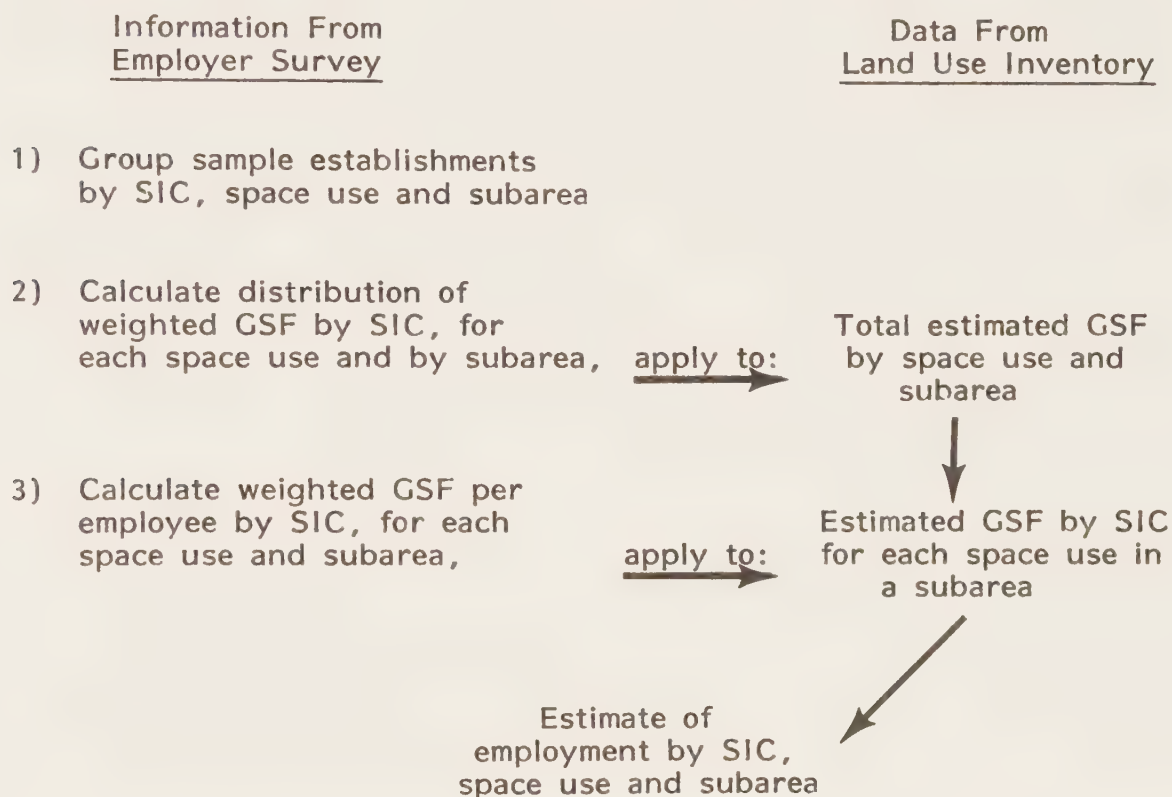 Information From
Employer Survey
Data From
Land Use Inventory
1) Group sample establishments
by SIC, space use and subarea
2) Calculate distribution of
weighted GSF by SIC, for
each space use and by subarea,
apply to:
Total estimated GSF
by space use and
subarea
3) Calculate weighted GSF per
employee by SIC, for each
space use and subarea,
apply to:
Estimated GSF by SIC
for each space use in
a subarea
Estimate of
employment by SIC,
space use and subarea